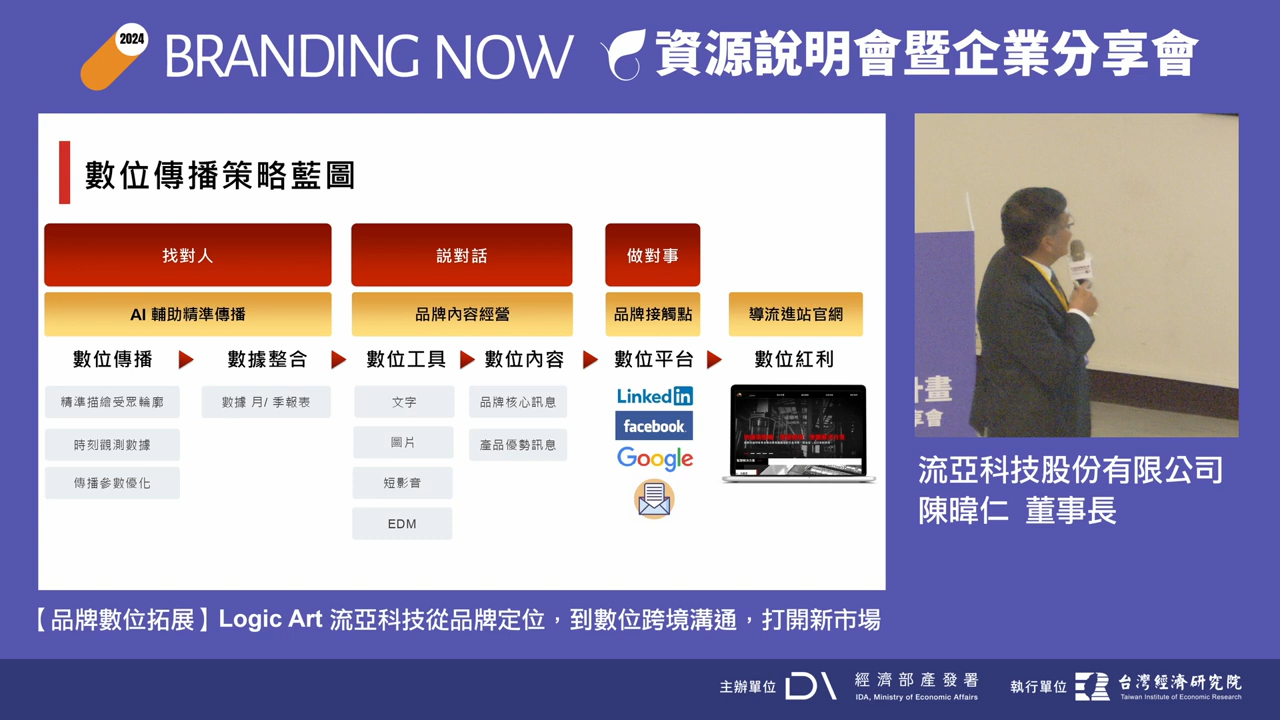 2024
BRANDING NOW 資源說明會暨企業分享會
數位傳播策略藍圖
找對人
說對話
做對事
AI 輔助精準傳播
品牌內容經營
品牌接觸點
導流進站官網
數位傳播
數據整合
數位工具
數位內容
數位平台
數位紅利
精準描繪受眾輪廓
時刻觀測數據
傳播參數優化
數據 月/ 季報表
文字
圖片
短影音
EDM
品牌核心訊息
產品優勢訊息
Linked in
facebook
Google
計畫
享會
流亞科技股份有限公司
陳暐仁 董事長
【品牌數位拓展】Logic Art 流亞科技從品牌定位，到數位跨境溝通，打開新市場
主辦單位
經濟部產發署
IDA, Ministry of Economic Affairs
執行單位
台灣經濟研究院
Taiwan Institute of Economic Research